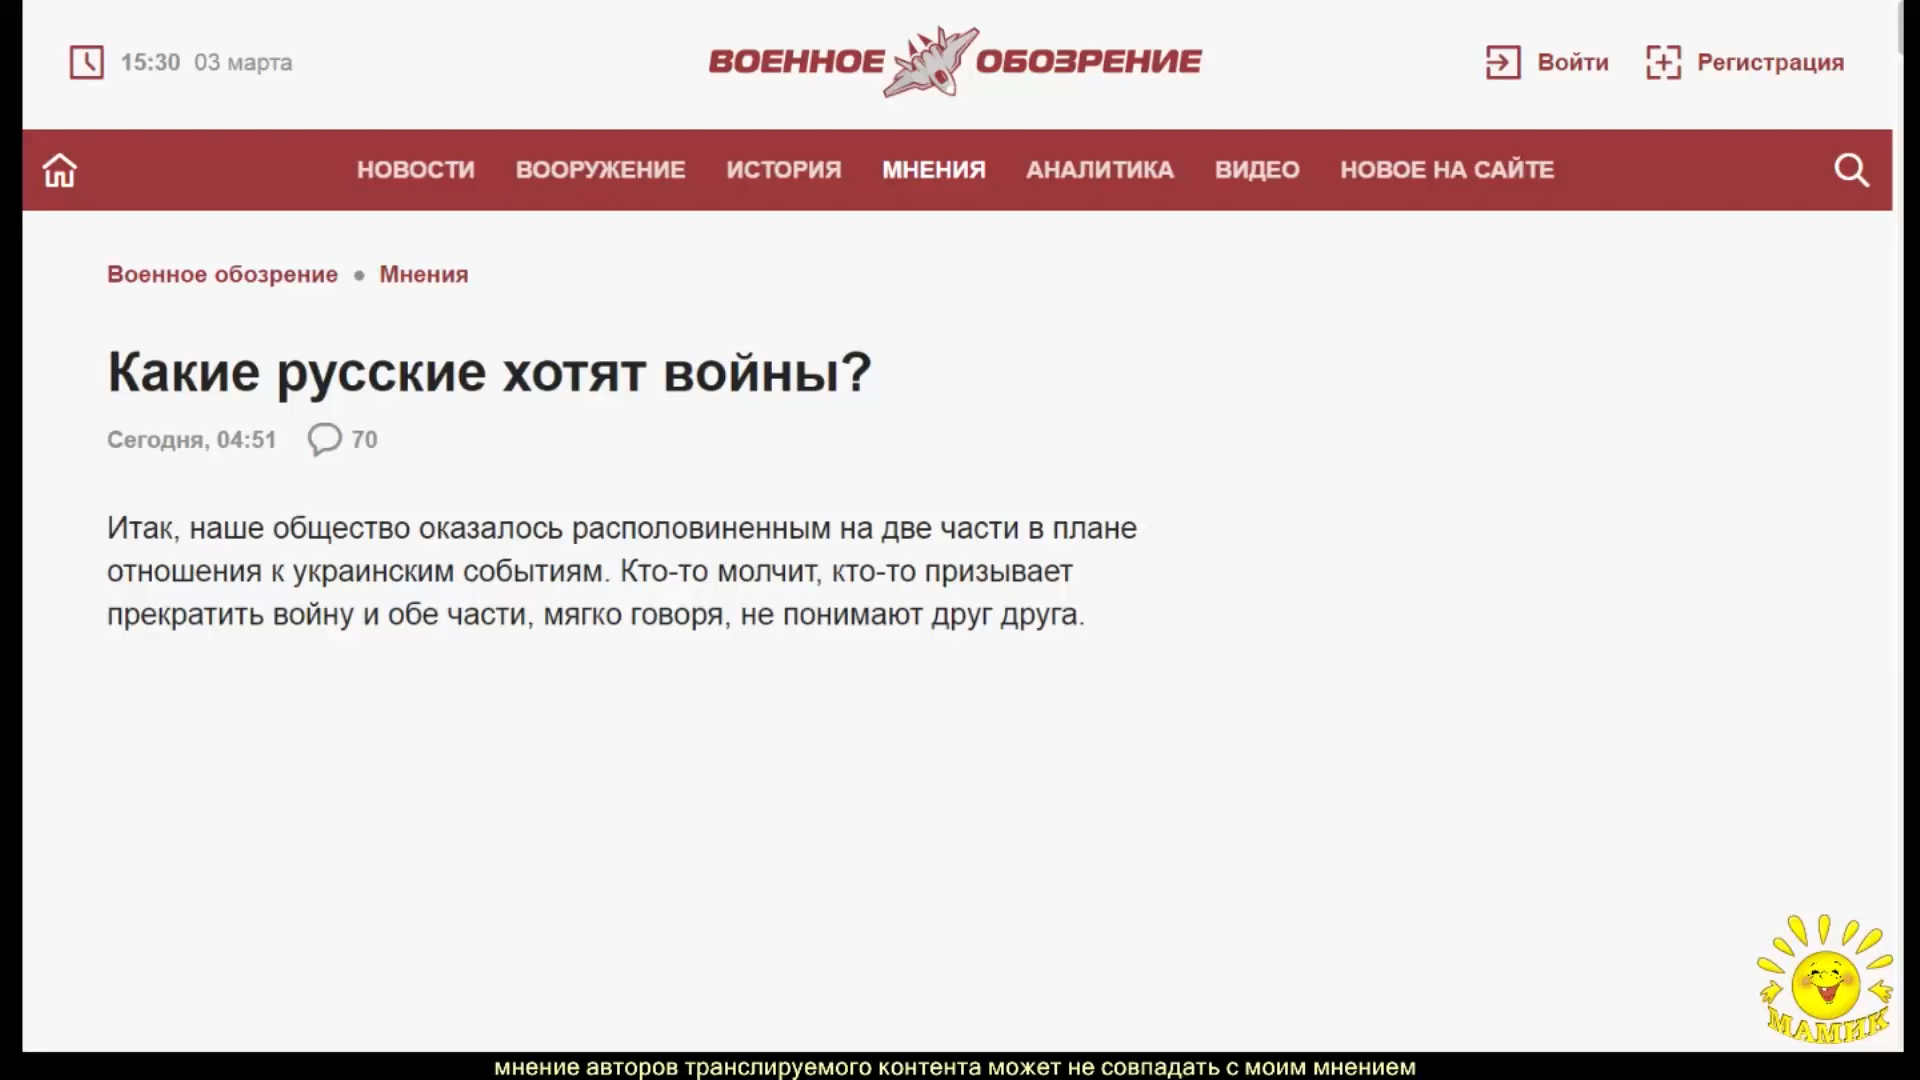 15:30 03 марта
ВОЕННОЕ ОБОЗРЕНИЕ
Войти
Регистрация
НОВОСТИ ВООРУЖЕНИЕ ИСТОРИЯ МНЕНИЯ АНАЛИТИКА ВИДЕО НОВОЕ НА САЙТЕ
Военное обозрение • Мнения
Какие русские хотят войны?
Сегодня, 04:51 70
Итак, наше общество оказалось располовиненным на две части в плане
отношения к украинским событиям. Кто-то молчит, кто-то призывает
прекратить войну и обе части, мягко говоря, не понимают друг друга.
МАМИК
мнение авторов транслируемого контента может не совпадать с моим мнением